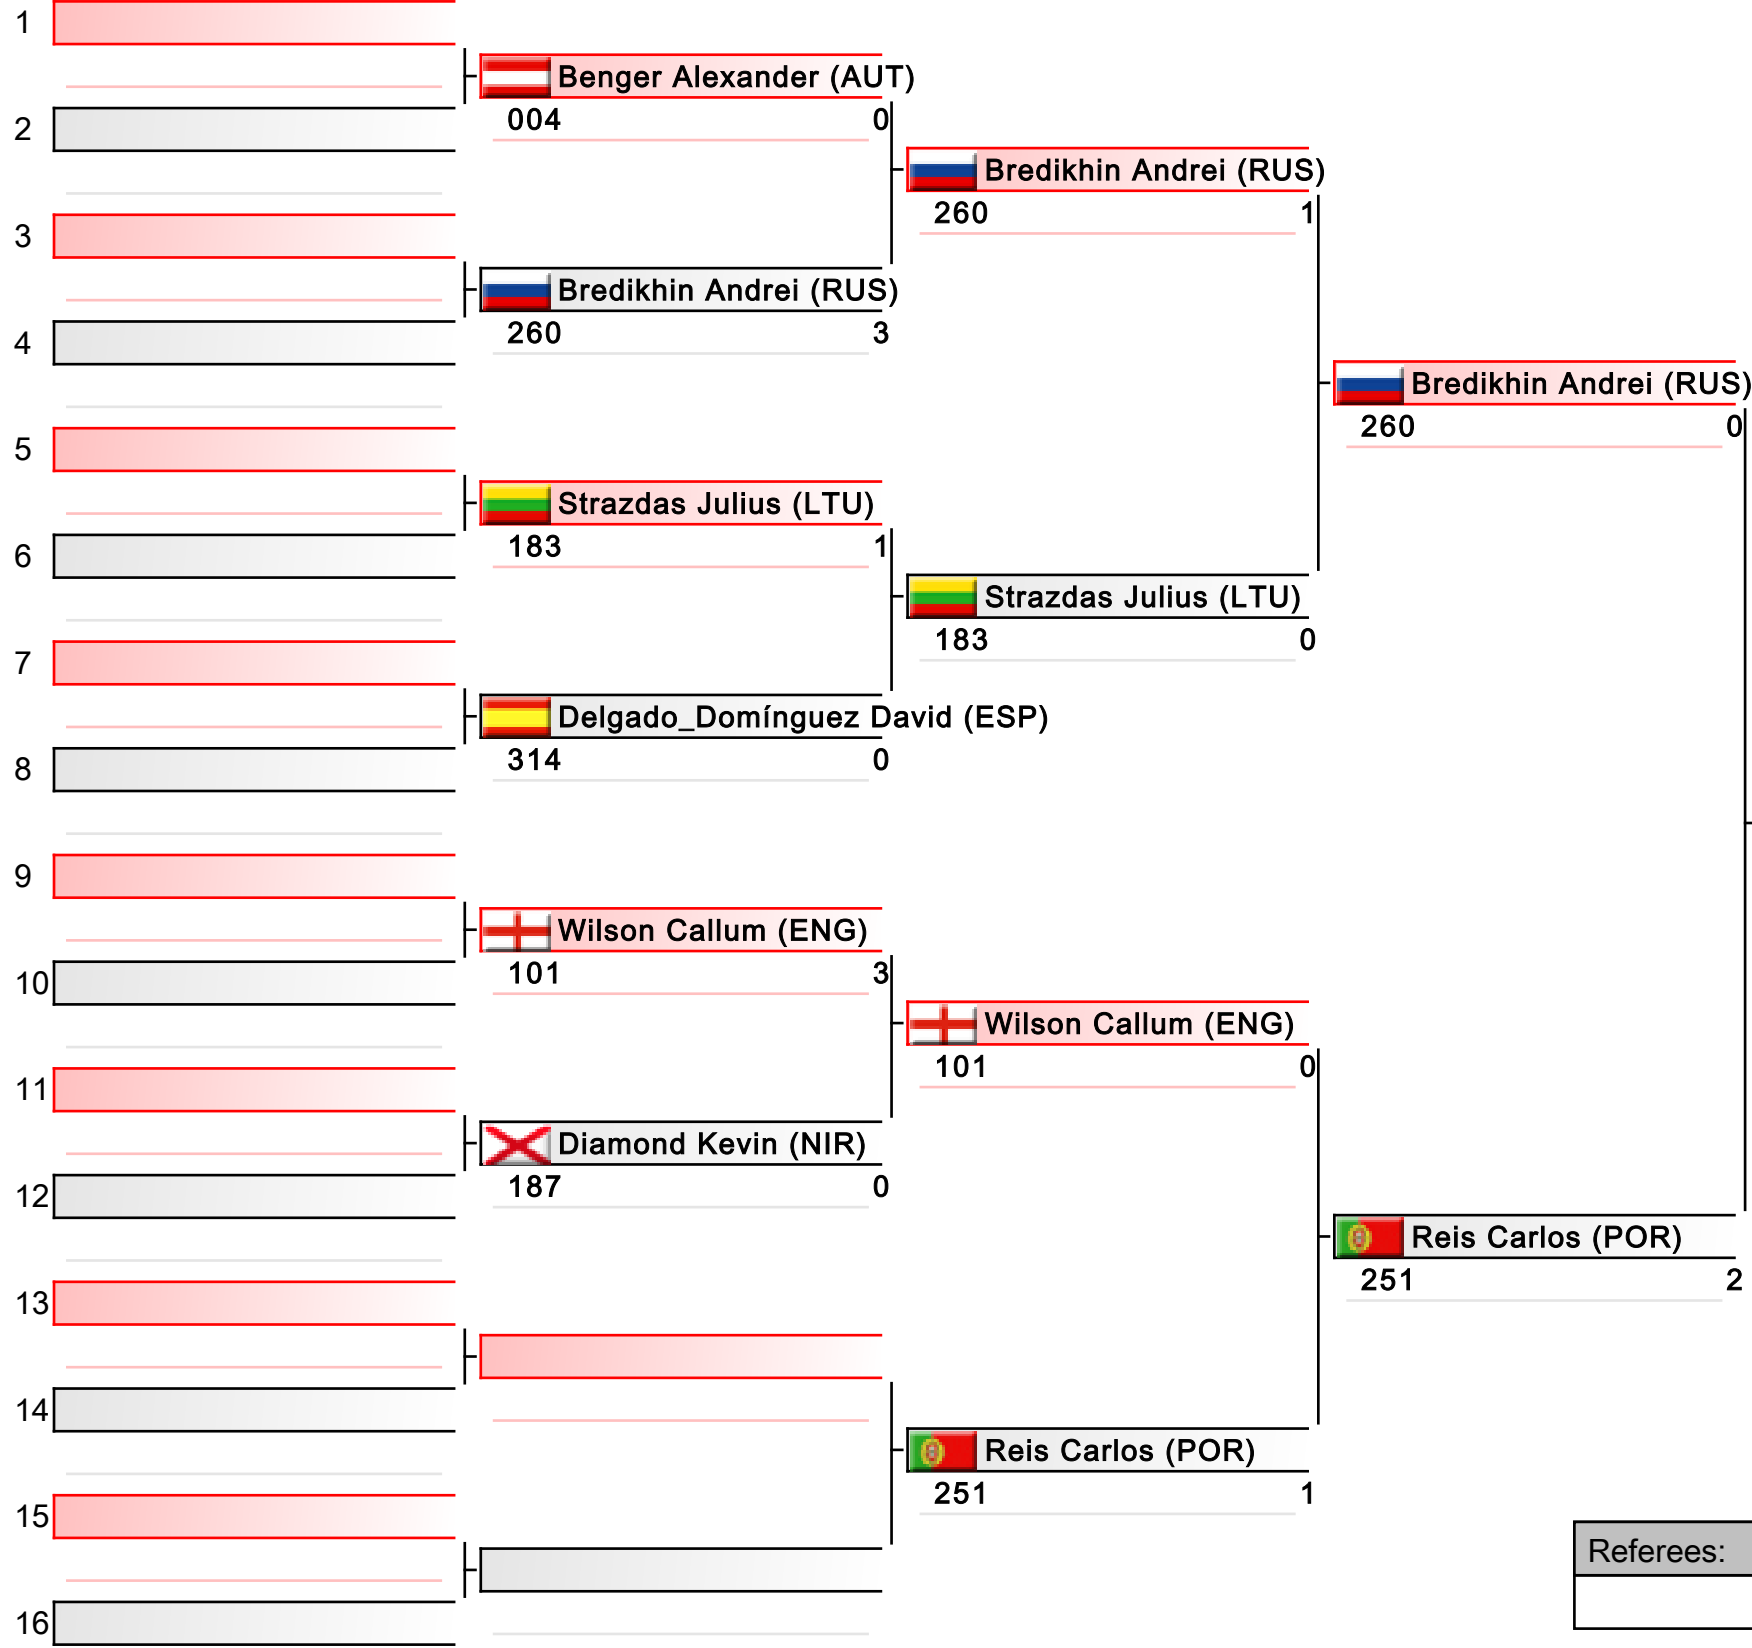 1
Benger Alexander (AUT)
004 0
2
Bredikhin Andrei (RUS)
260 1
3
Bredikhin Andrei (RUS)
260 3
4
Bredikhin Andrei (RUS)
260 0
5
Strazdas Julius (LTU)
183 1
6
Strazdas Julius (LTU)
183 0
7
Delgado_Domínguez David (ESP)
314 0
8
9
Wilson Callum (ENG)
101 3
10
Wilson Callum (ENG)
101 0
11
Diamond Kevin (NIR)
187 0
12
Reis Carlos (POR)
251 2
13
14
Reis Carlos (POR)
251 1
15
Referees:
16